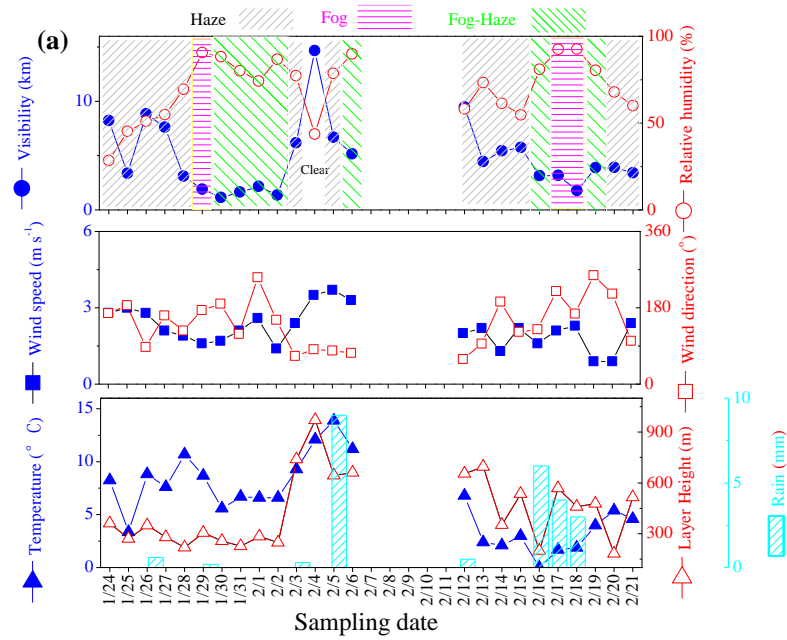 Haze Fog Fog-Haze
(a)
Visibility (km)
10
0
Clear
100
50
0
Relative humidity (%)
Wind speed (m s⁻¹)
6
3
0
360
180
0
Wind direction (°)
Temperature (° C)
15
10
5
0
900
600
300
Layer Height (m)
10
5
0
Rain (mm)
1/24 1/25 1/26 1/27 1/28 1/29 1/30 1/31 2/1 2/2 2/3 2/4 2/5 2/6 2/7 2/8 2/9 2/10 2/11 2/12 2/13 2/14 2/15 2/16 2/17 2/18 2/19 2/20 2/21
Sampling date